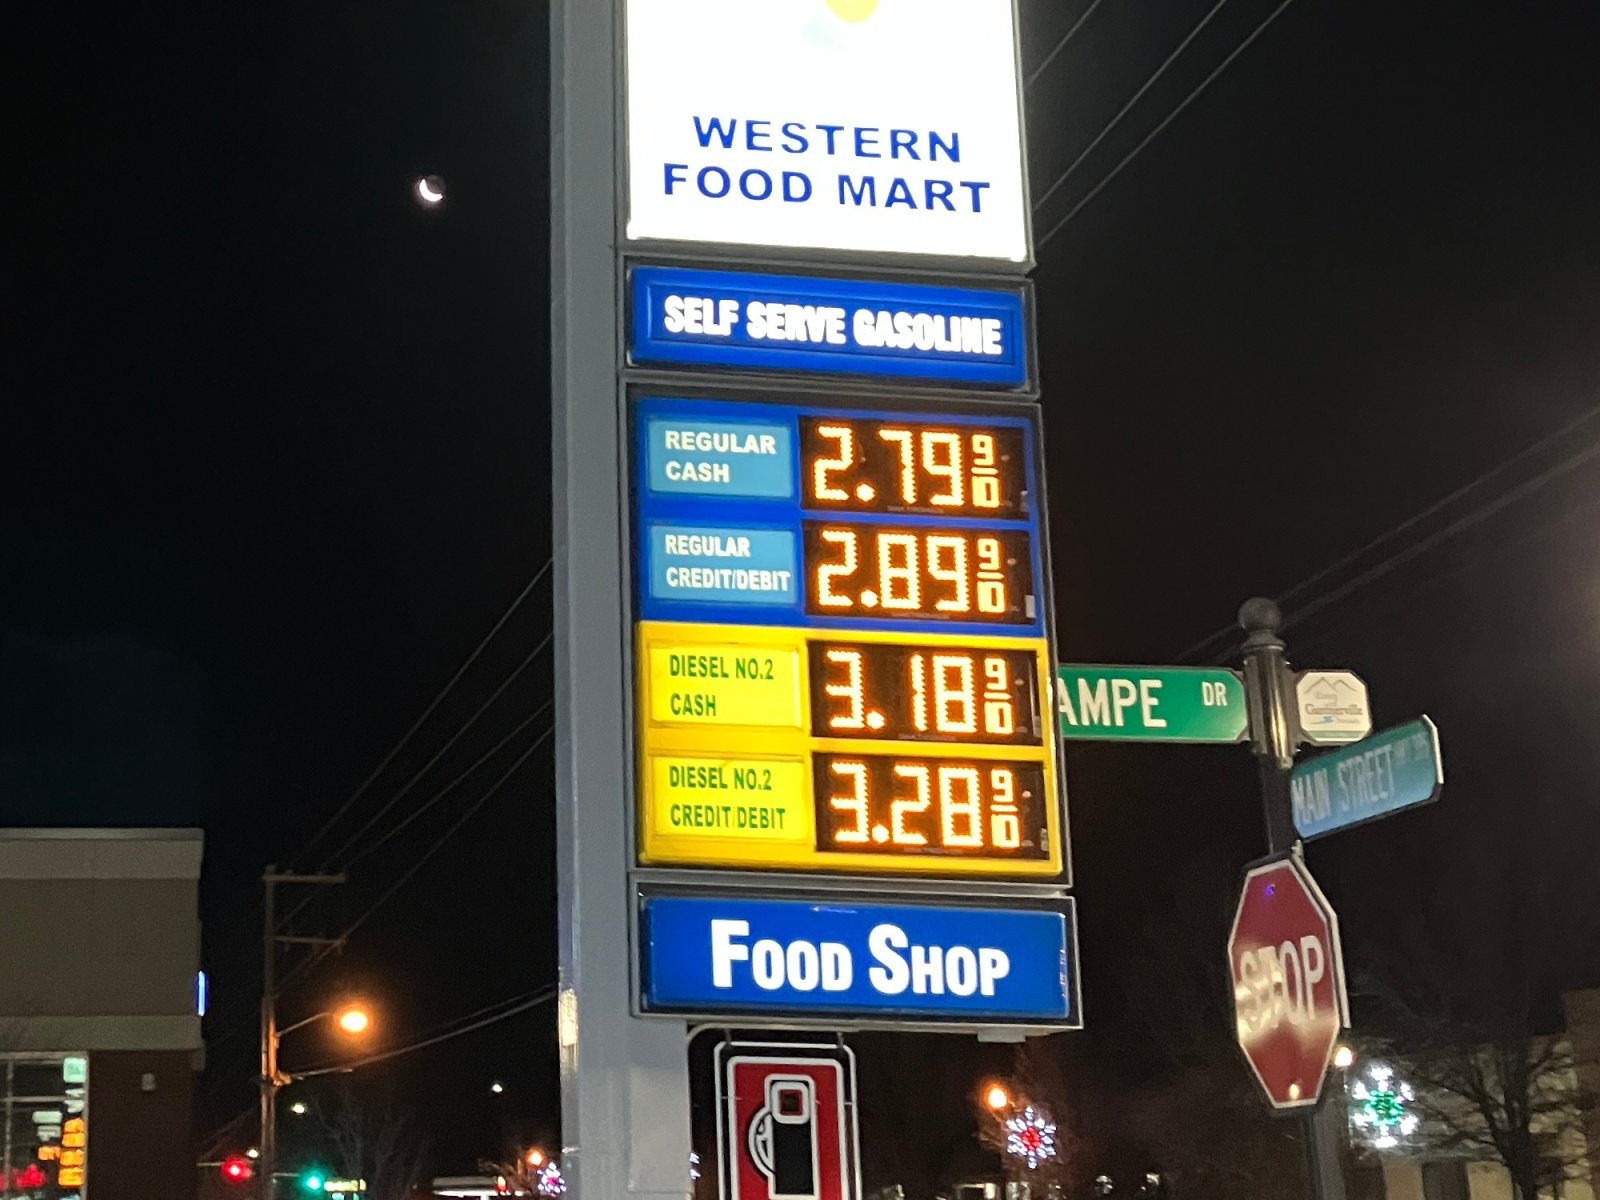 WESTERN
FOOD MART
SELF SERVE GASOLINE
REGULAR
CASH
2.79 9/10
REGULAR
CREDIT/DEBIT
2.89 9/10
DIESEL NO.2
CASH
3.18 9/10
DIESEL NO.2
CREDIT/DEBIT
3.28 9/10
FOOD SHOP
AMPE DR
Gardnerville
MAIN STREET
STOP